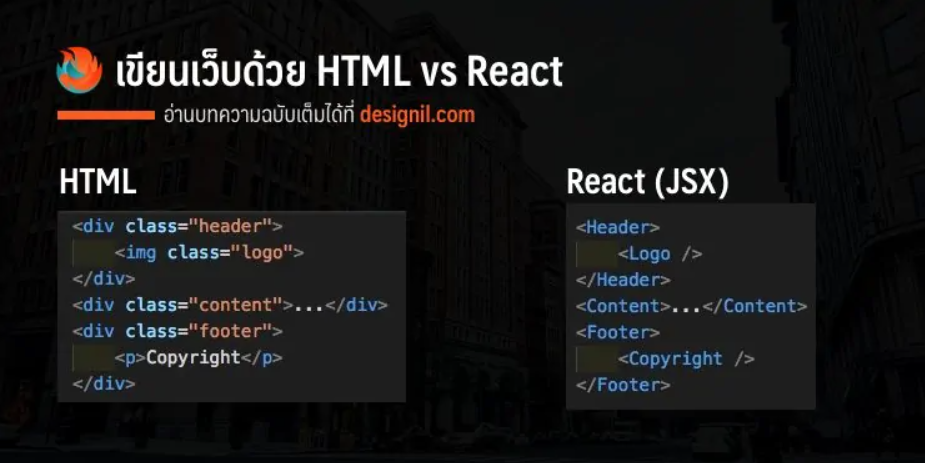 เขียนเว็บด้วย HTML vs React
อ่านบทความฉบับเต็มได้ที่ designil.com
HTML
<div class="header">
    <img class="logo">
</div>
<div class="content">...</div>
<div class="footer">
    <p>Copyright</p>
</div>
React (JSX)
<Header>
    <Logo />
</Header>
<Content>...</Content>
<Footer>
    <Copyright />
</Footer>